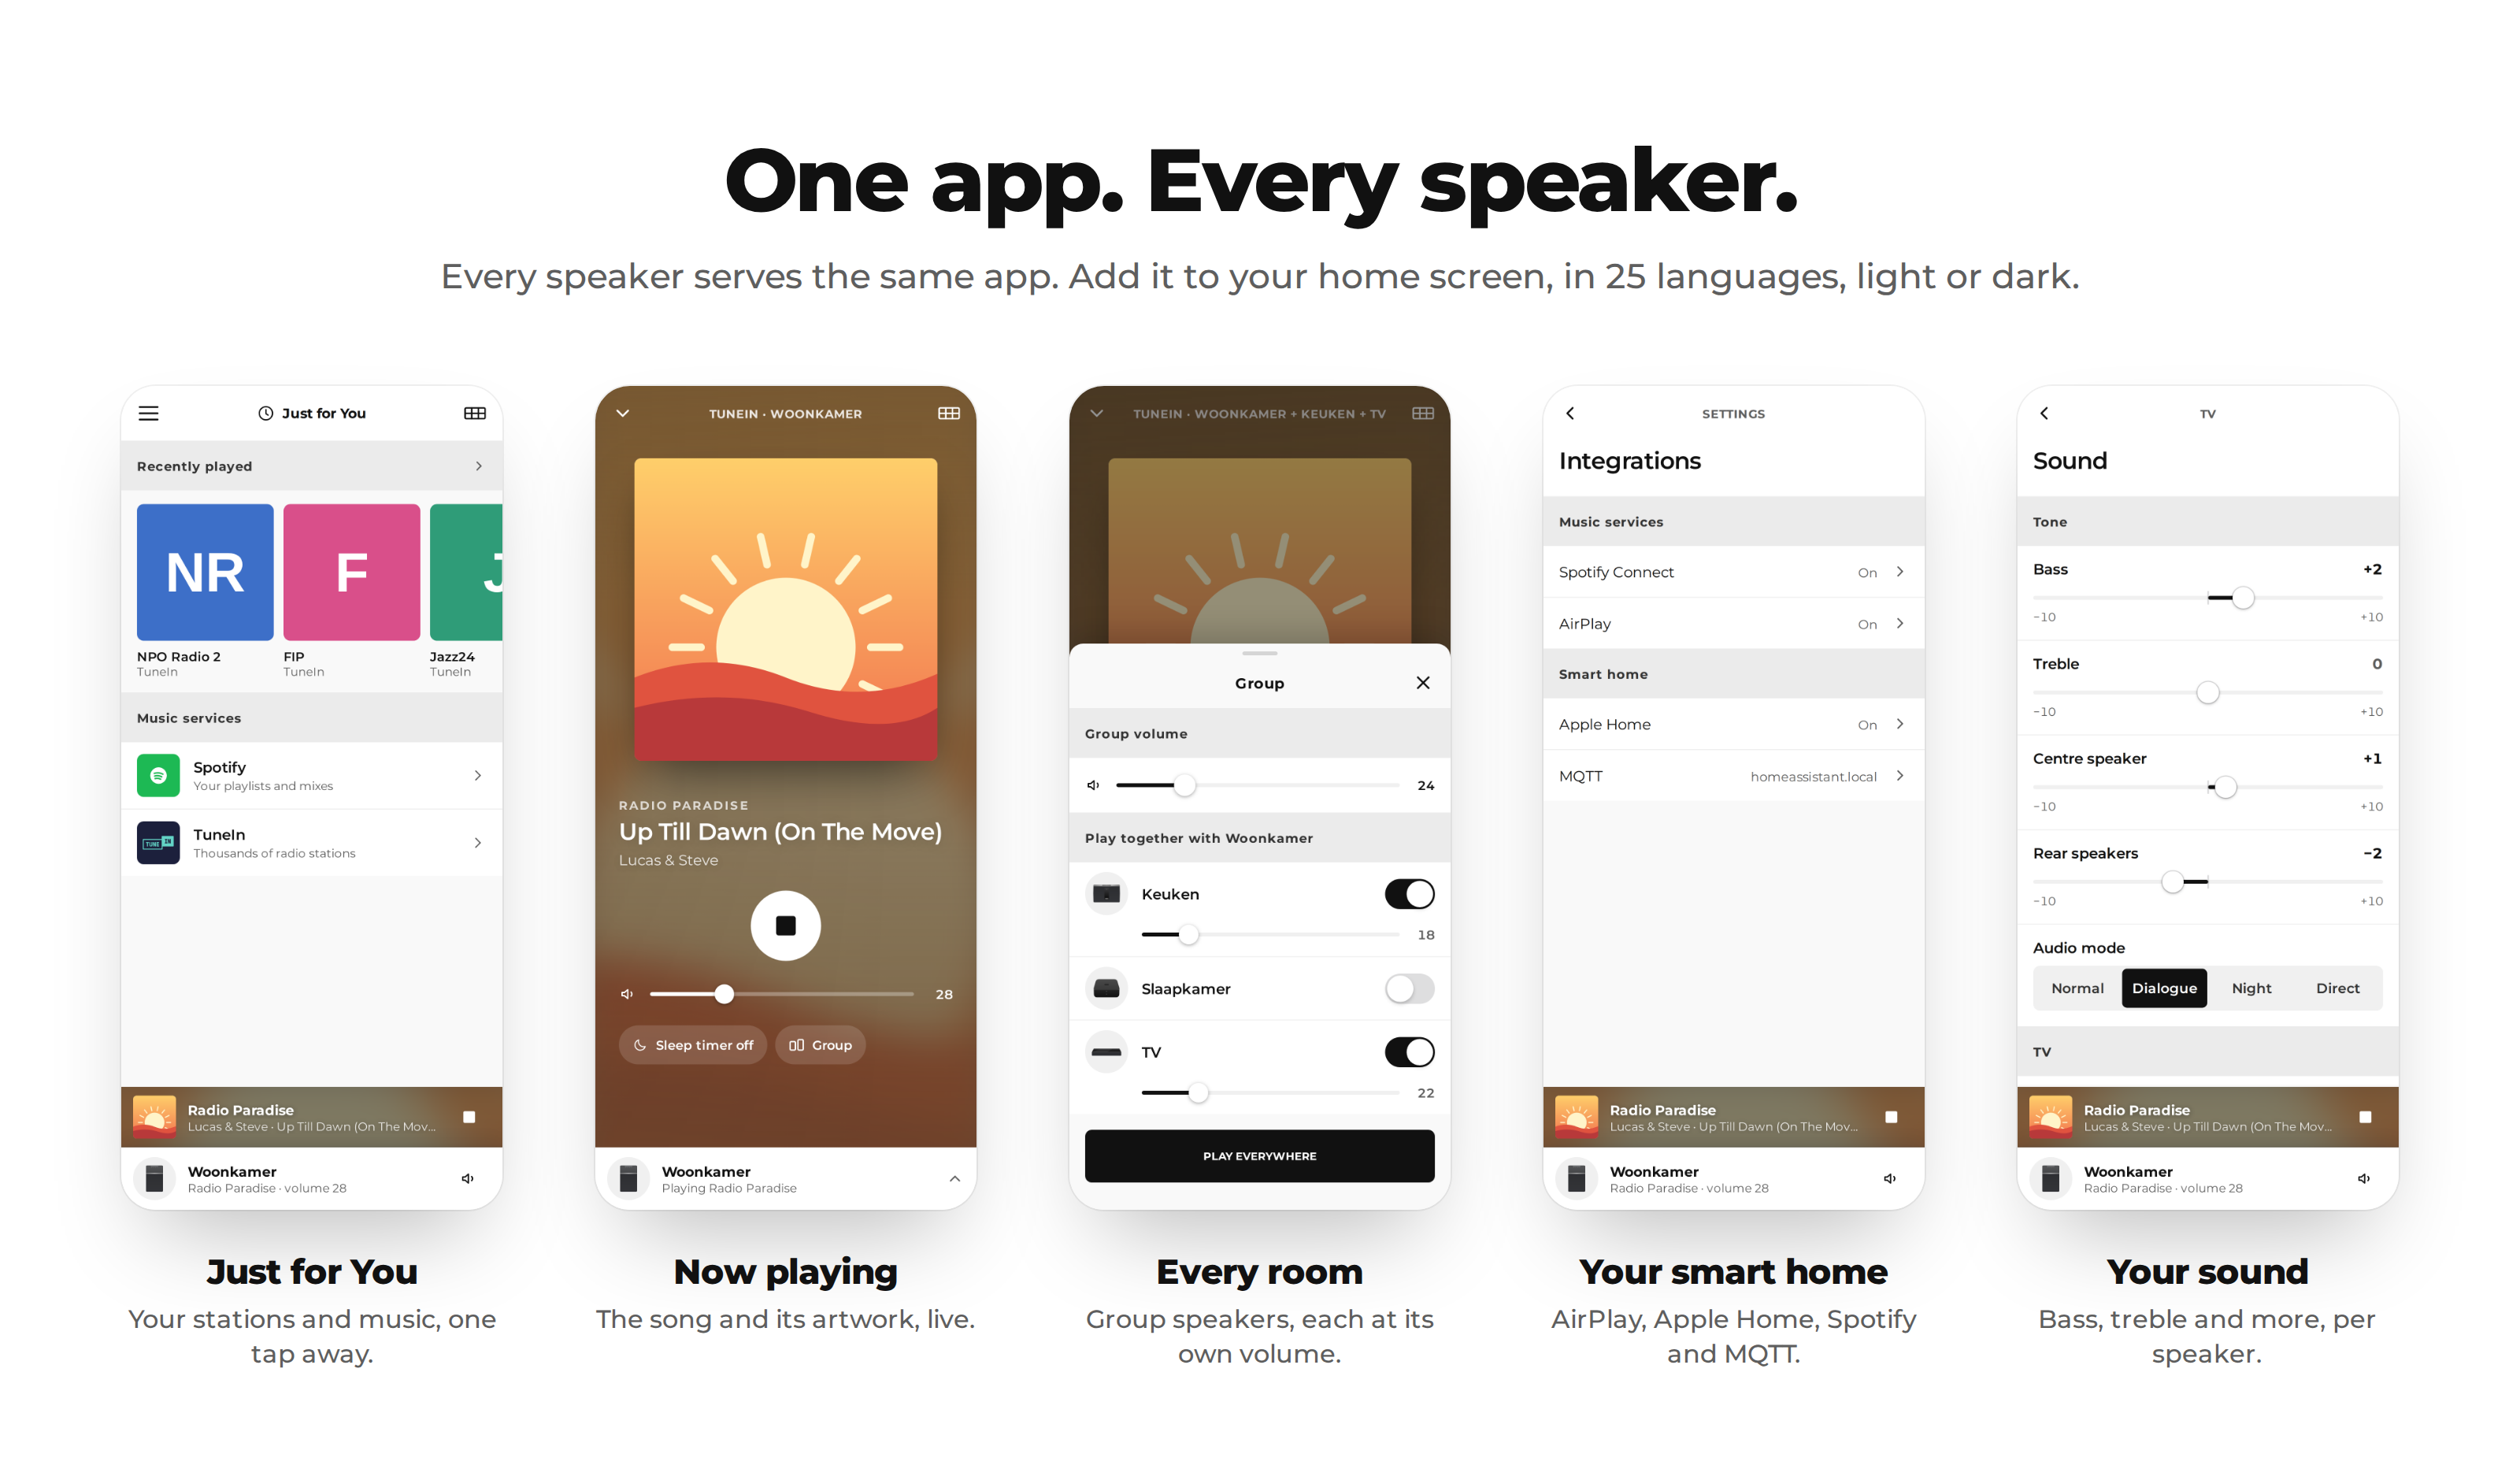 One app. Every speaker.
Every speaker serves the same app. Add it to your home screen, in 25 languages, light or dark.
Just for You
Recently played
NR
F
J
NPO Radio 2
TuneIn
FIP
TuneIn
Jazz24
TuneIn
Music services
Spotify
Your playlists and mixes
TUNE IN
TuneIn
Thousands of radio stations
Radio Paradise
Lucas & Steve · Up Till Dawn (On The Mov...
Woonkamer
Radio Paradise · volume 28
Just for You
Your stations and music, one
tap away.
TUNEIN · WOONKAMER
RADIO PARADISE
Up Till Dawn (On The Move)
Lucas & Steve
28
Sleep timer off
Group
Woonkamer
Playing Radio Paradise
Now playing
The song and its artwork, live.
TUNEIN · WOONKAMER + KEUKEN + TV
Group
Group volume
24
Play together with Woonkamer
Keuken
18
Slaapkamer
TV
22
PLAY EVERYWHERE
Every room
Group speakers, each at its
own volume.
SETTINGS
Integrations
Music services
Spotify Connect On
AirPlay On
Smart home
Apple Home On
MQTT homeassistant.local
Radio Paradise
Lucas & Steve · Up Till Dawn (On The Mov...
Woonkamer
Radio Paradise · volume 28
Your smart home
AirPlay, Apple Home, Spotify
and MQTT.
TV
Sound
Tone
Bass +2
−10 +10
Treble 0
−10 +10
Centre speaker +1
−10 +10
Rear speakers −2
−10 +10
Audio mode
Normal Dialogue Night Direct
TV
Radio Paradise
Lucas & Steve · Up Till Dawn (On The Mov...
Woonkamer
Radio Paradise · volume 28
Your sound
Bass, treble and more, per
speaker.